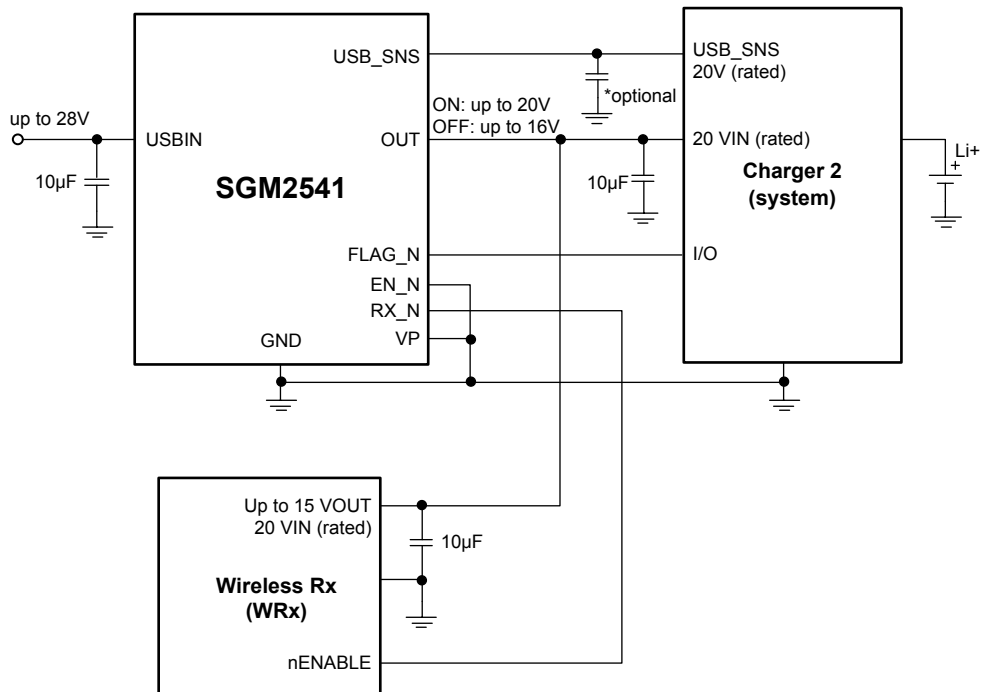 USB_SNS
USB_SNS
20V (rated)
*optional
up to 28V
ON: up to 20V
OFF: up to 16V
USBIN
OUT
20 VIN (rated)
Li+
+
10µF
SGM2541
10µF
Charger 2
(system)
FLAG_N
I/O
EN_N
RX_N
GND
VP
Up to 15 VOUT
20 VIN (rated)
10µF
Wireless Rx
(WRx)
nENABLE